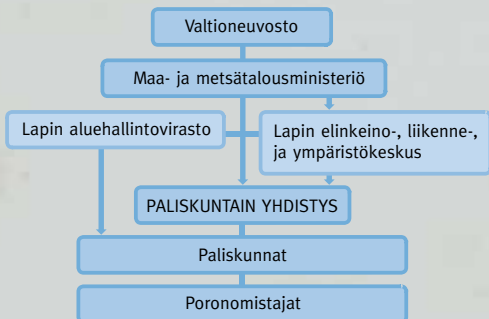 Valtioneuvosto
Maa- ja metsätalousministeriö
Lapin aluehallintovirasto
Lapin elinkeino-, liikenne-,
ja ympäristökeskus
PALISKUNTAIN YHDISTYS
Paliskunnat
Poronomistajat